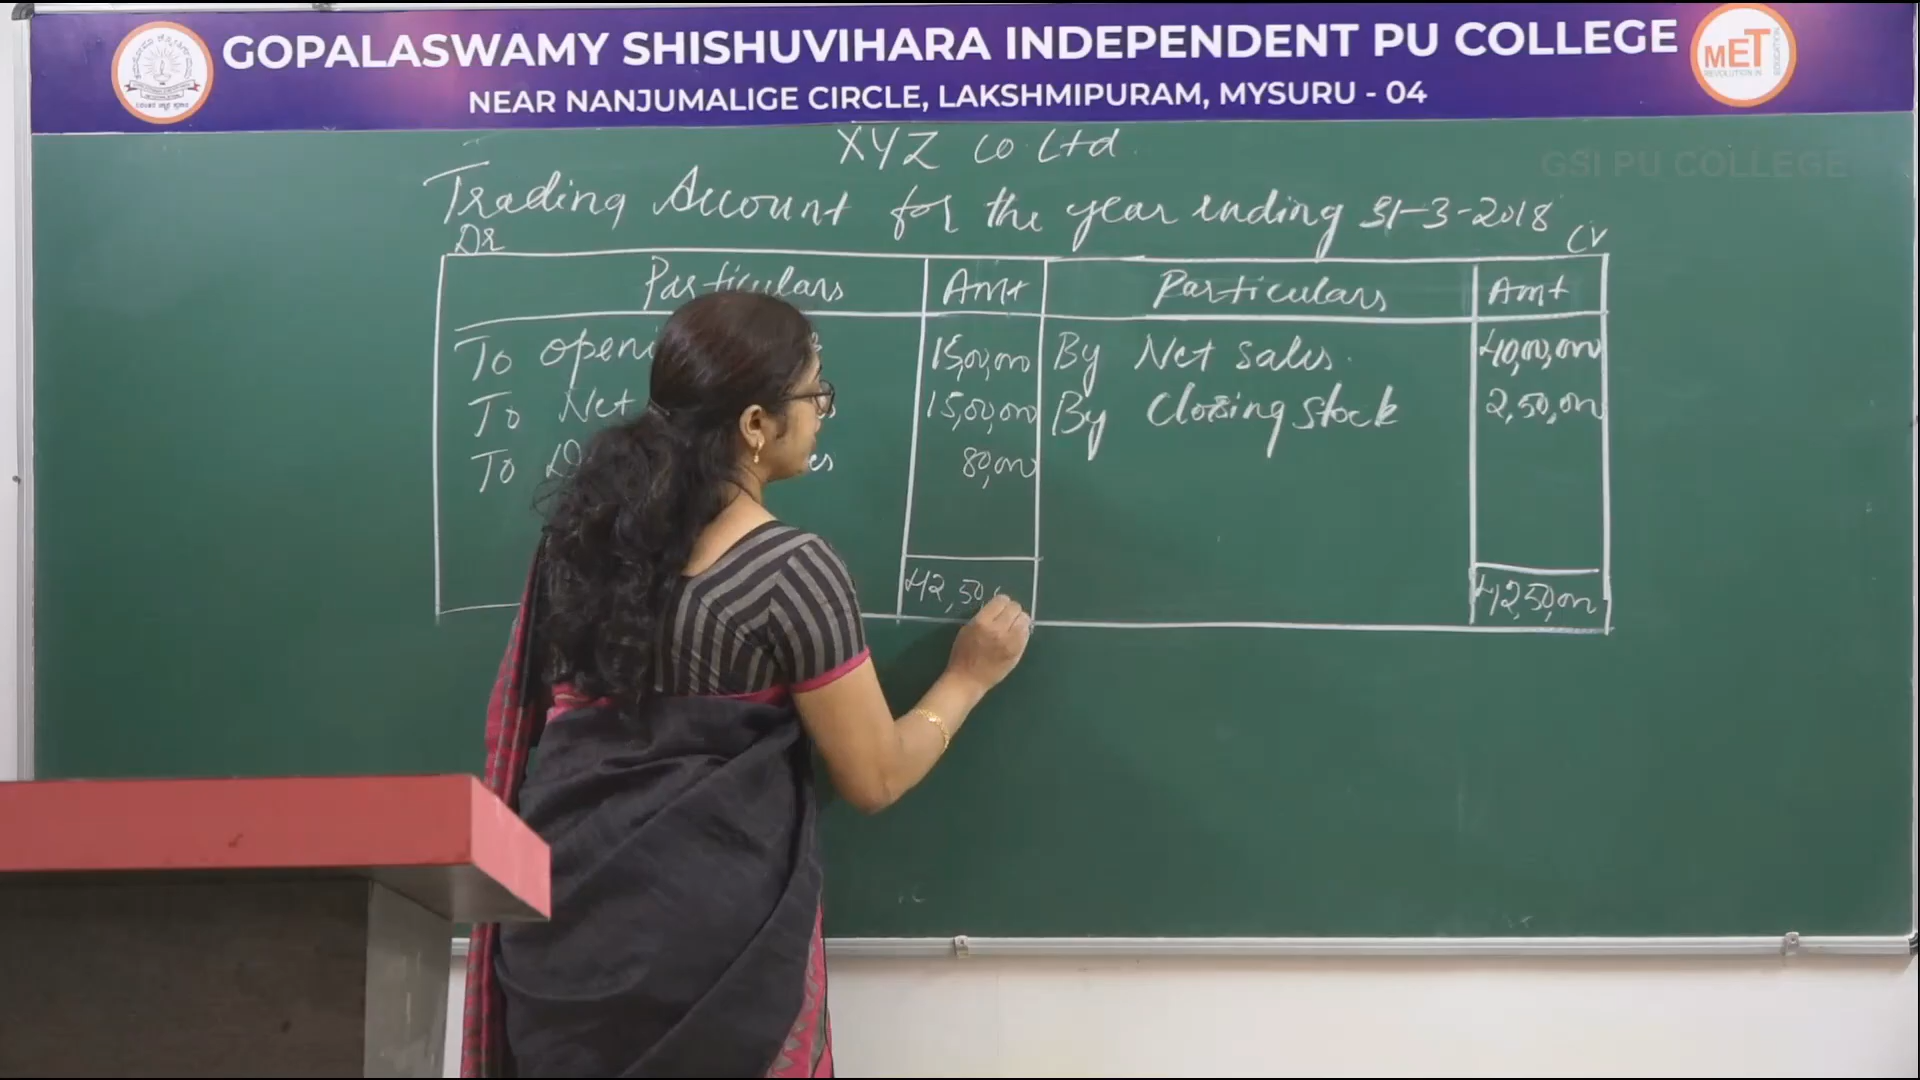 GOPALASWAMY SHISHUVIHARA INDEPENDENT PU COLLEGE
NEAR NANJUMALIGE CIRCLE, LAKSHMIPURAM, MYSURU - 04
MET
REVOLUTION IN
GSI PU COLLEGE
XYZ Co. Ltd.
Trading Account for the year ending 31-3-2018
Dr Cr
Particulars Amt Particulars Amt
To openi 15,00,000 By Net sales. 40,00,000
To Net 15,00,000 By Closing stock 2,50,000
To D es 80,000
42,50, 42,50,000